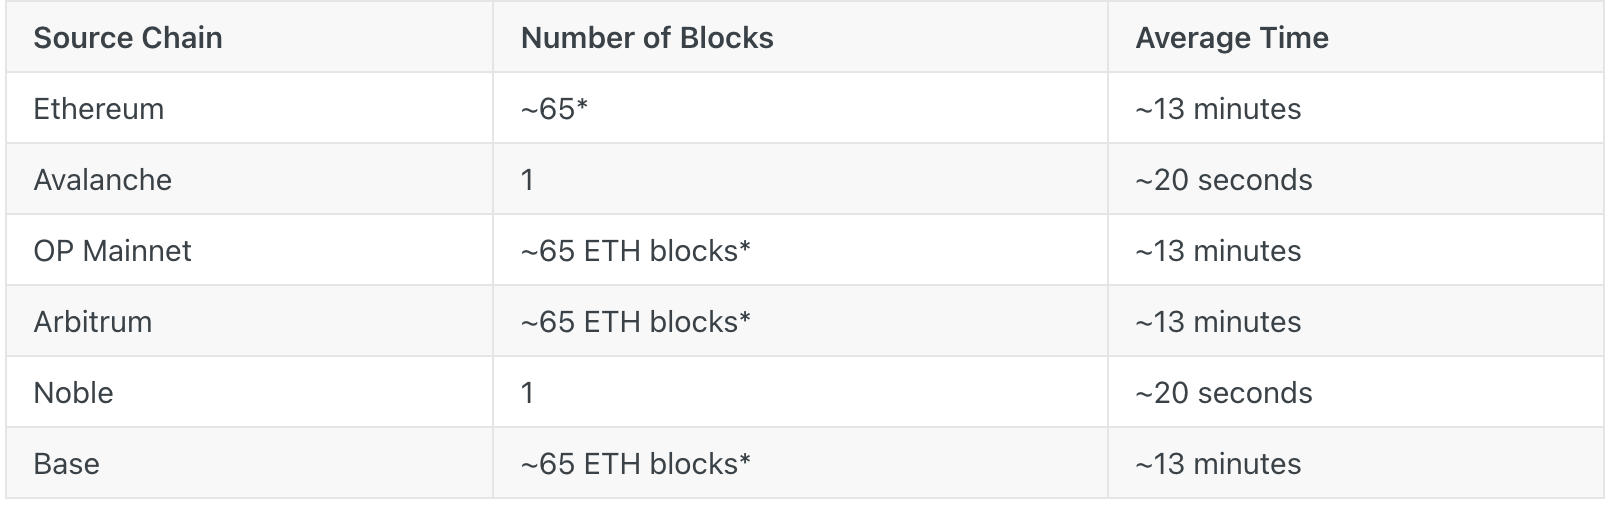 Source Chain Number of Blocks Average Time
Ethereum ~65* ~13 minutes
Avalanche 1 ~20 seconds
OP Mainnet ~65 ETH blocks* ~13 minutes
Arbitrum ~65 ETH blocks* ~13 minutes
Noble 1 ~20 seconds
Base ~65 ETH blocks* ~13 minutes